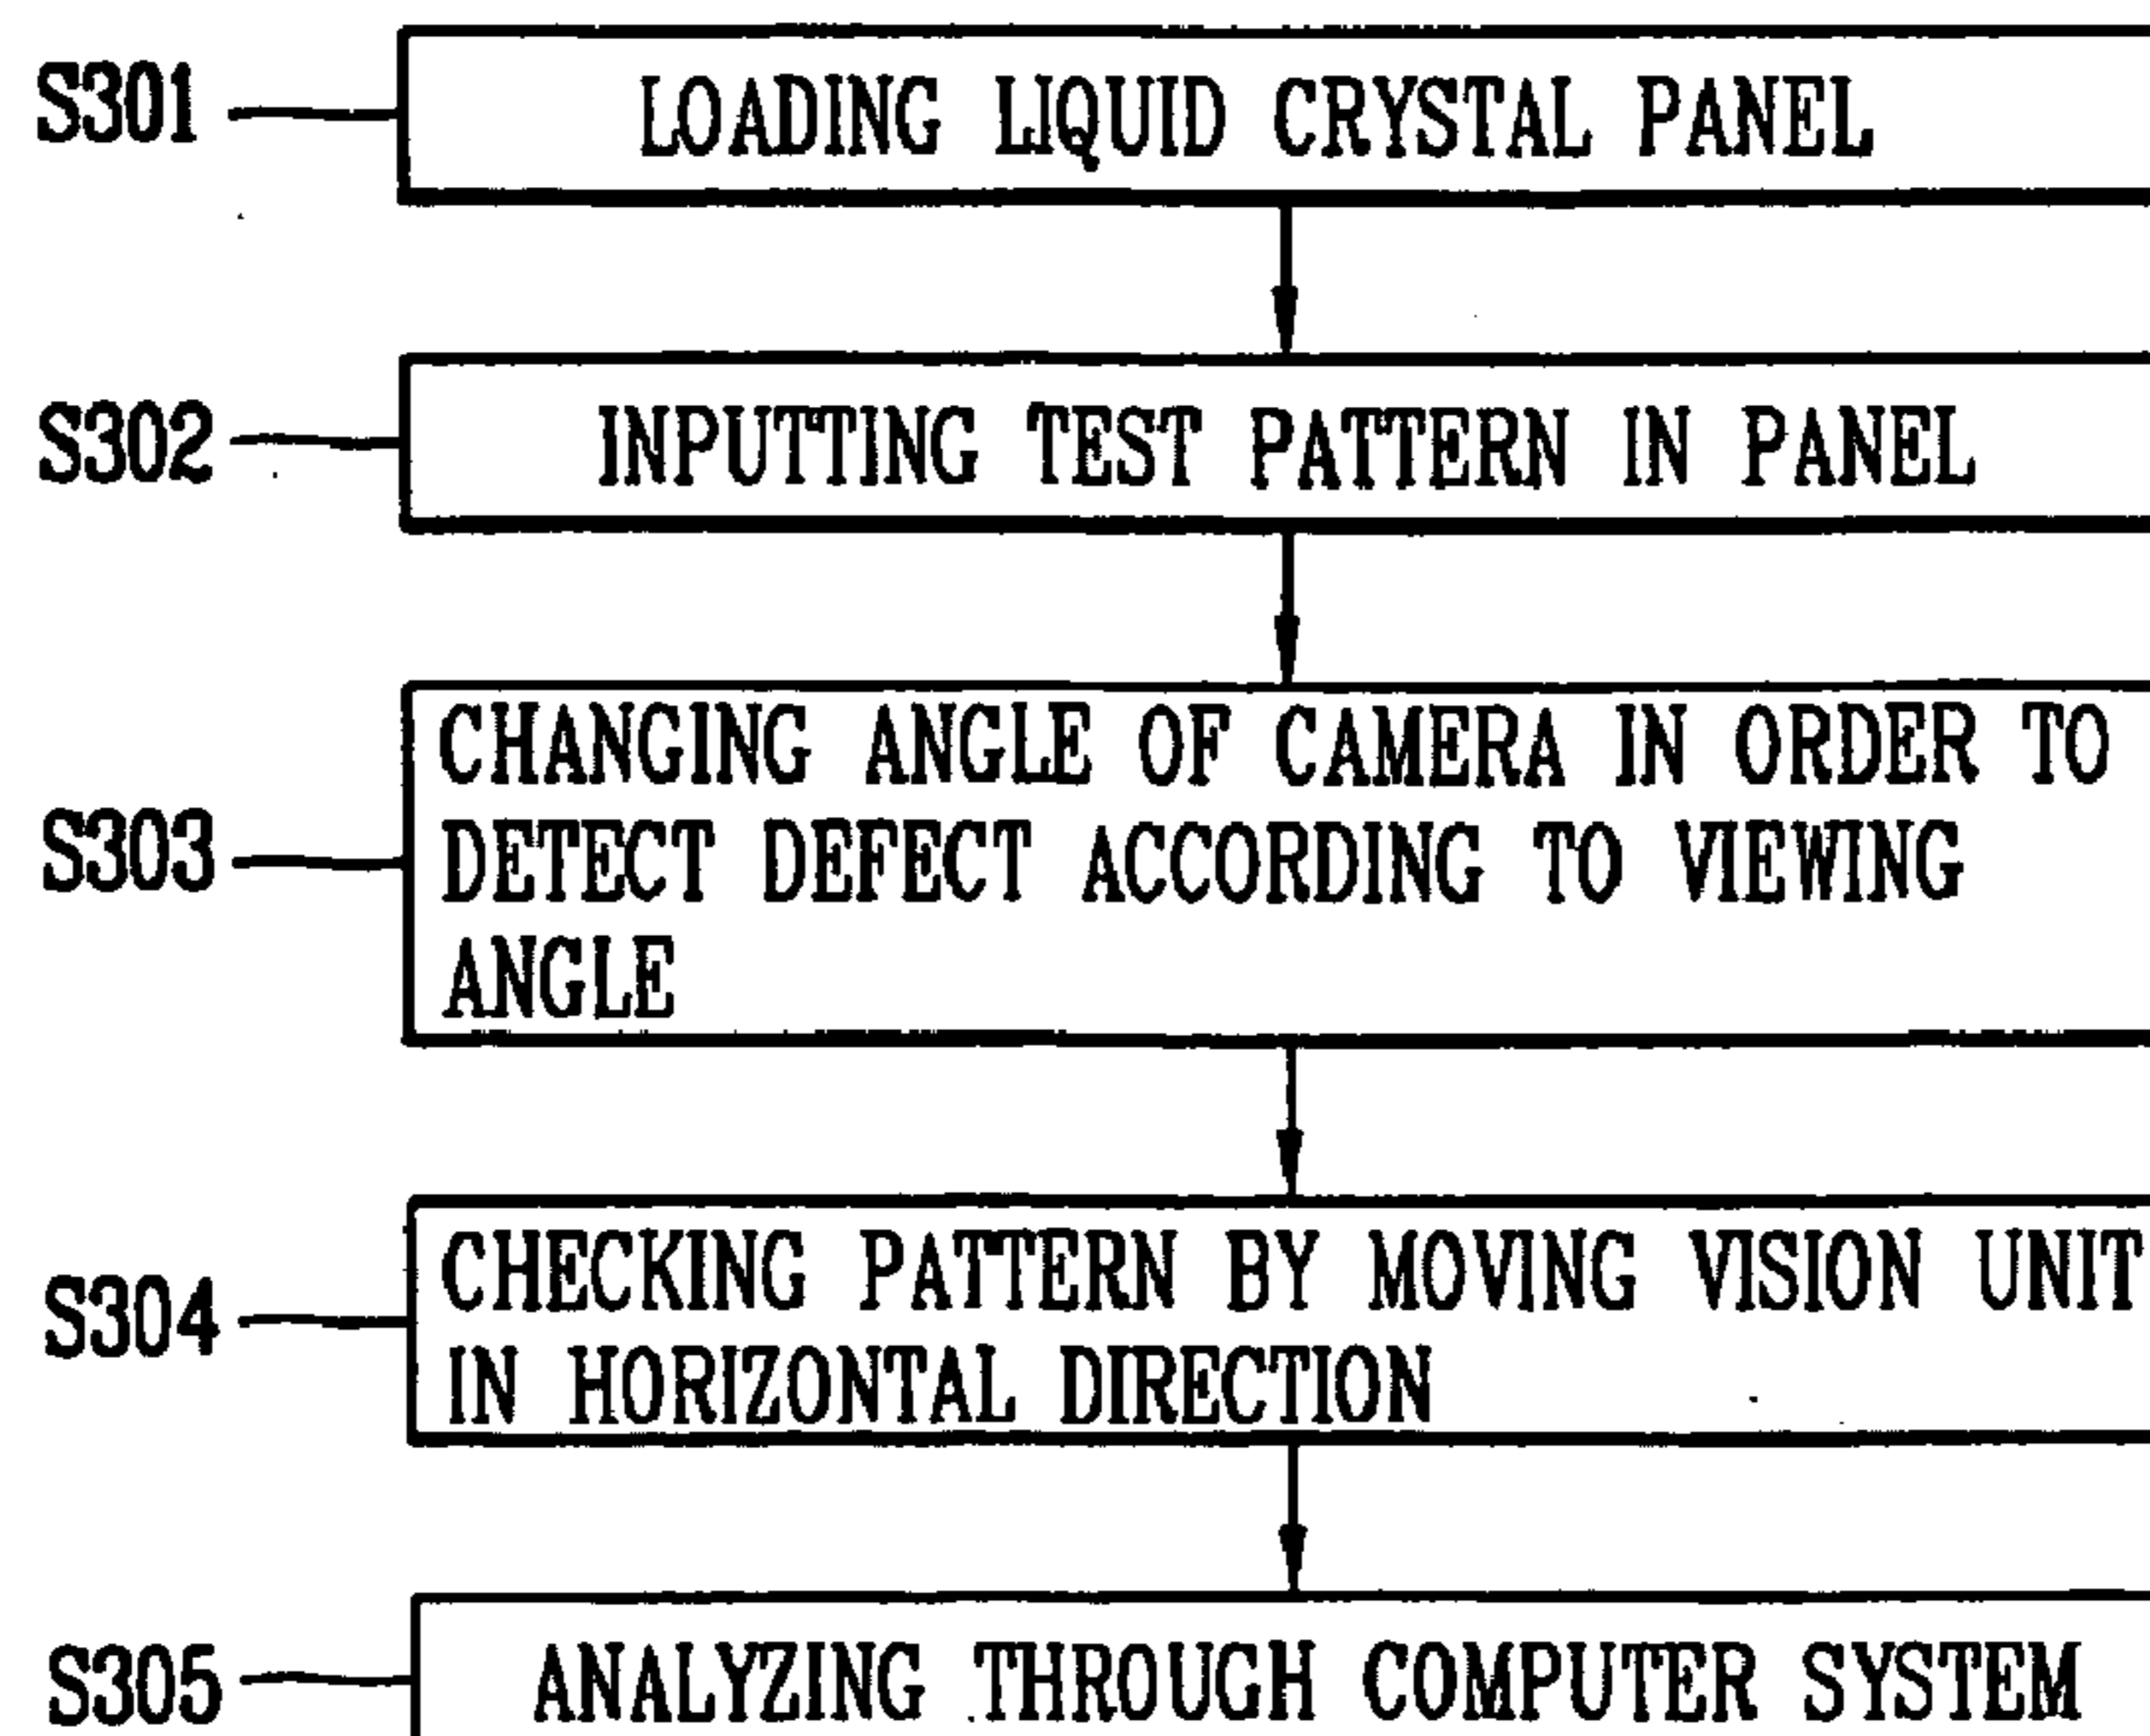 S301 LOADING LIQUID CRYSTAL PANEL
S302 INPUTTING TEST PATTERN IN PANEL
CHANGING ANGLE OF CAMERA IN ORDER TO
S303 DETECT DEFECT ACCORDING TO VIEWING
ANGLE
CHECKING PATTERN BY MOVING VISION UNIT
S304
IN HORIZONTAL DIRECTION
S305 ANALYZING THROUGH COMPUTER SYSTEM